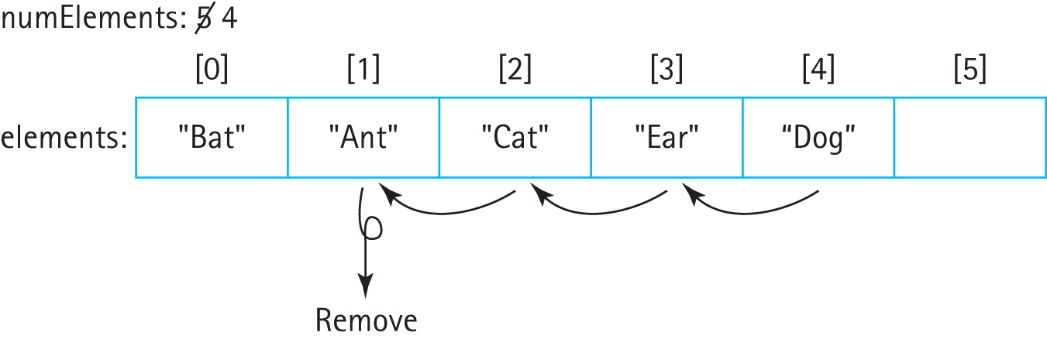 numElements: 5 4
[0] [1] [2] [3] [4] [5]
elements: "Bat" "Ant" "Cat" "Ear" “Dog”
Remove